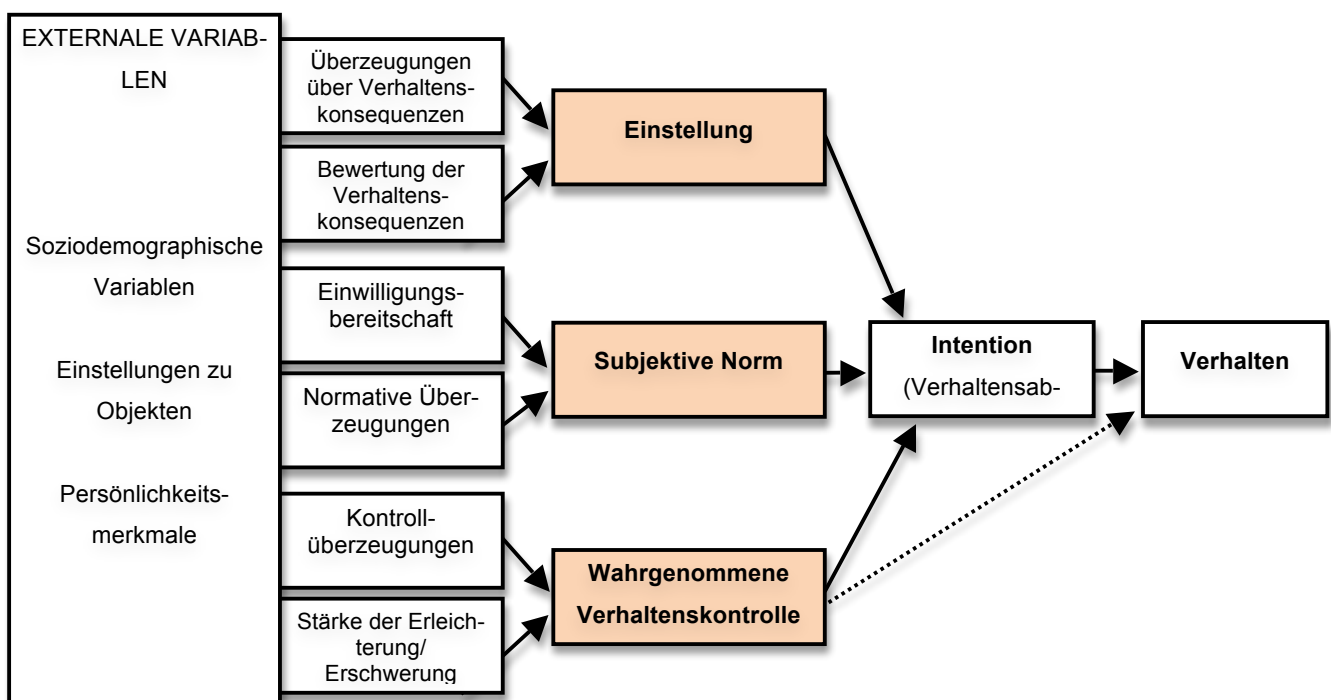 EXTERNALE VARIAB-
LEN
Soziodemographische
Variablen
Einstellungen zu
Objekten
Persönlichkeits-
merkmale
Überzeugungen
über Verhaltens-
konsequenzen
Bewertung der
Verhaltens-
konsequenzen
Einwilligungs-
bereitschaft
Normative Über-
zeugungen
Kontroll-
überzeugungen
Stärke der Erleich-
terung/
Erschwerung
Einstellung
Subjektive Norm
Wahrgenommene
Verhaltenskontrolle
Intention
(Verhaltensab-
Verhalten